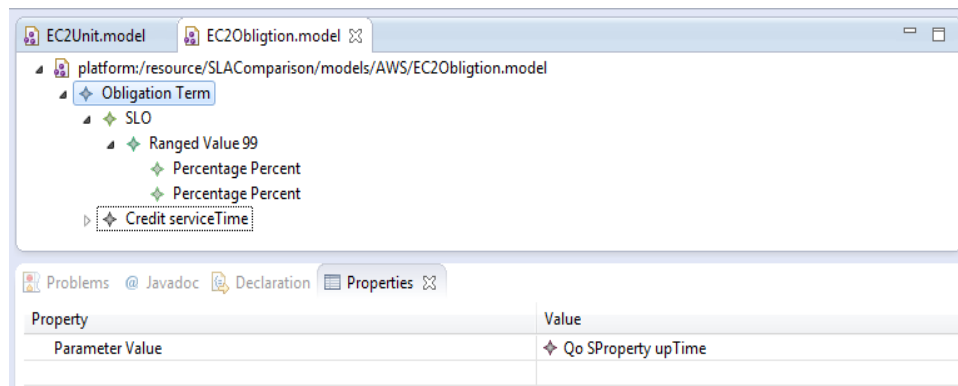 EC2Unit.model EC2Obligtion.model
platform:/resource/SLAComparison/models/AWS/EC2Obligtion.model
Obligation Term
SLO
Ranged Value 99
Percentage Percent
Percentage Percent
Credit serviceTime
Problems @ Javadoc Declaration Properties
Property Value
Parameter Value Qo SProperty upTime